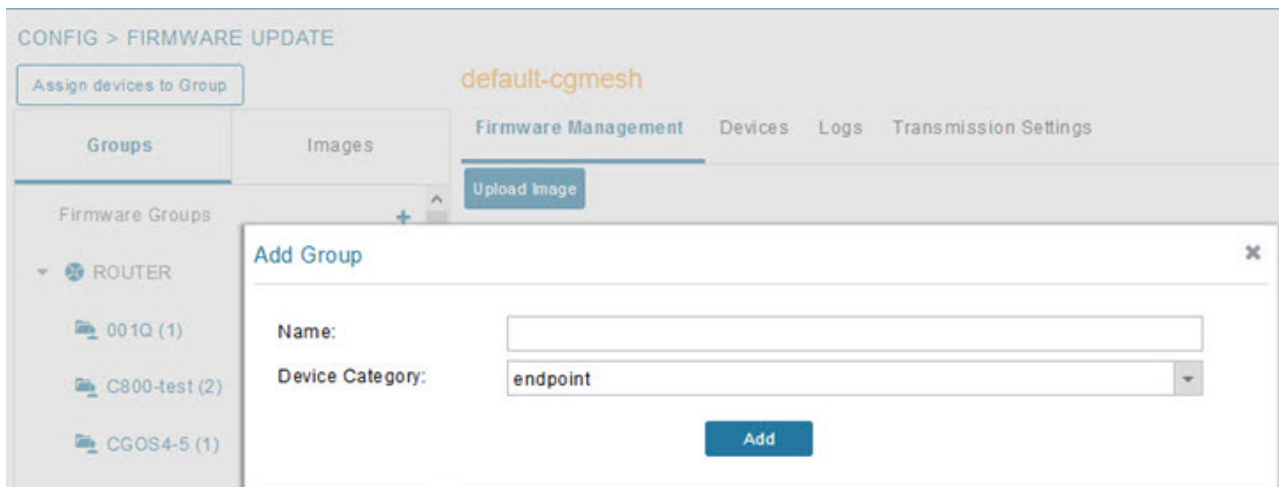 CONFIG > FIRMWARE UPDATE
Assign devices to Group
default-cgmesh
Groups
Images
Firmware Management
Devices
Logs
Transmission Settings
Upload Image
Firmware Groups
+
Add Group
ROUTER
001Q (1)
C800-test (2)
CGOS4-5 (1)
Name:
Device Category:
endpoint
Add